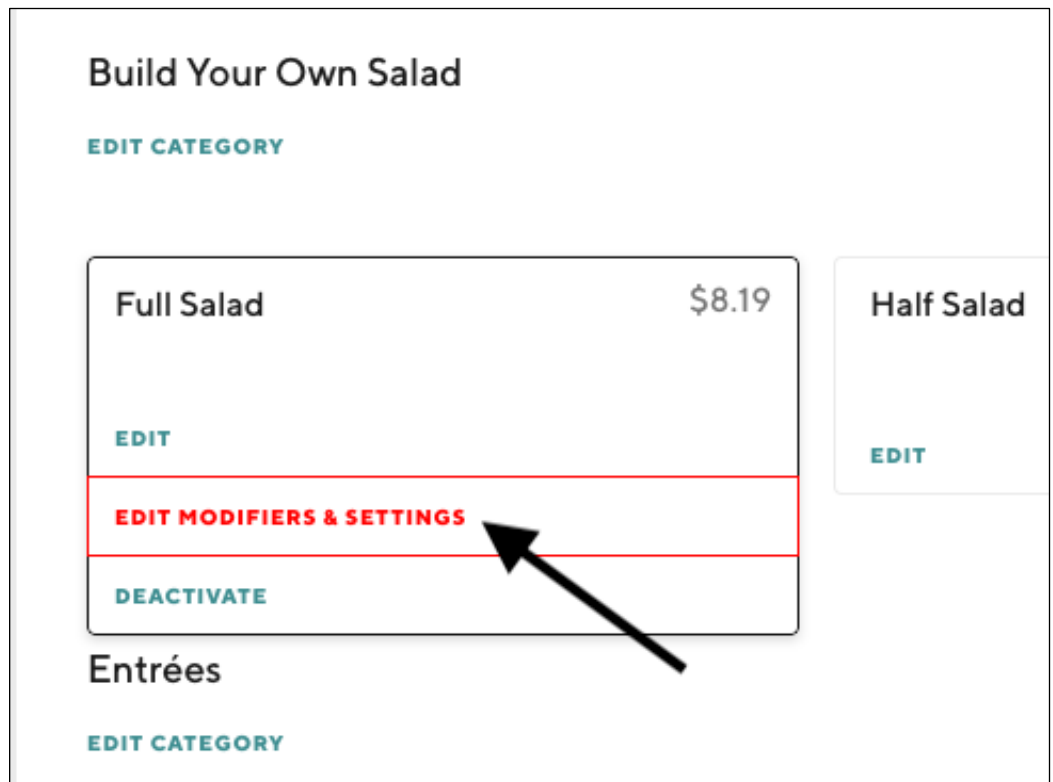 Build Your Own Salad
EDIT CATEGORY
Full Salad $8.19
EDIT
EDIT MODIFIERS & SETTINGS
DEACTIVATE
Half Salad
EDIT
Entrées
EDIT CATEGORY